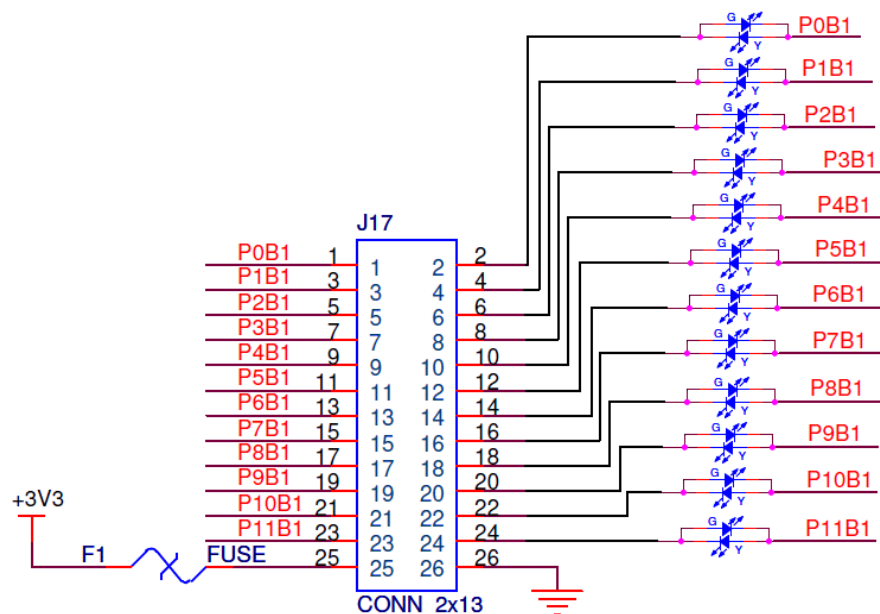 G Y P0B1
G Y P1B1
G Y P2B1
G Y P3B1
G Y P4B1
G Y P5B1
G Y P6B1
G Y P7B1
G Y P8B1
G Y P9B1
G Y P10B1
G Y P11B1
J17
P0B1 1 1 2 2
P1B1 3 3 4 4
P2B1 5 5 6 6
P3B1 7 7 8 8
P4B1 9 9 10 10
P5B1 11 11 12 12
P6B1 13 13 14 14
P7B1 15 15 16 16
P8B1 17 17 18 18
P9B1 19 19 20 20
P10B1 21 21 22 22
P11B1 23 23 24 24
+3V3
F1 FUSE 25 25 26 26
CONN 2x13